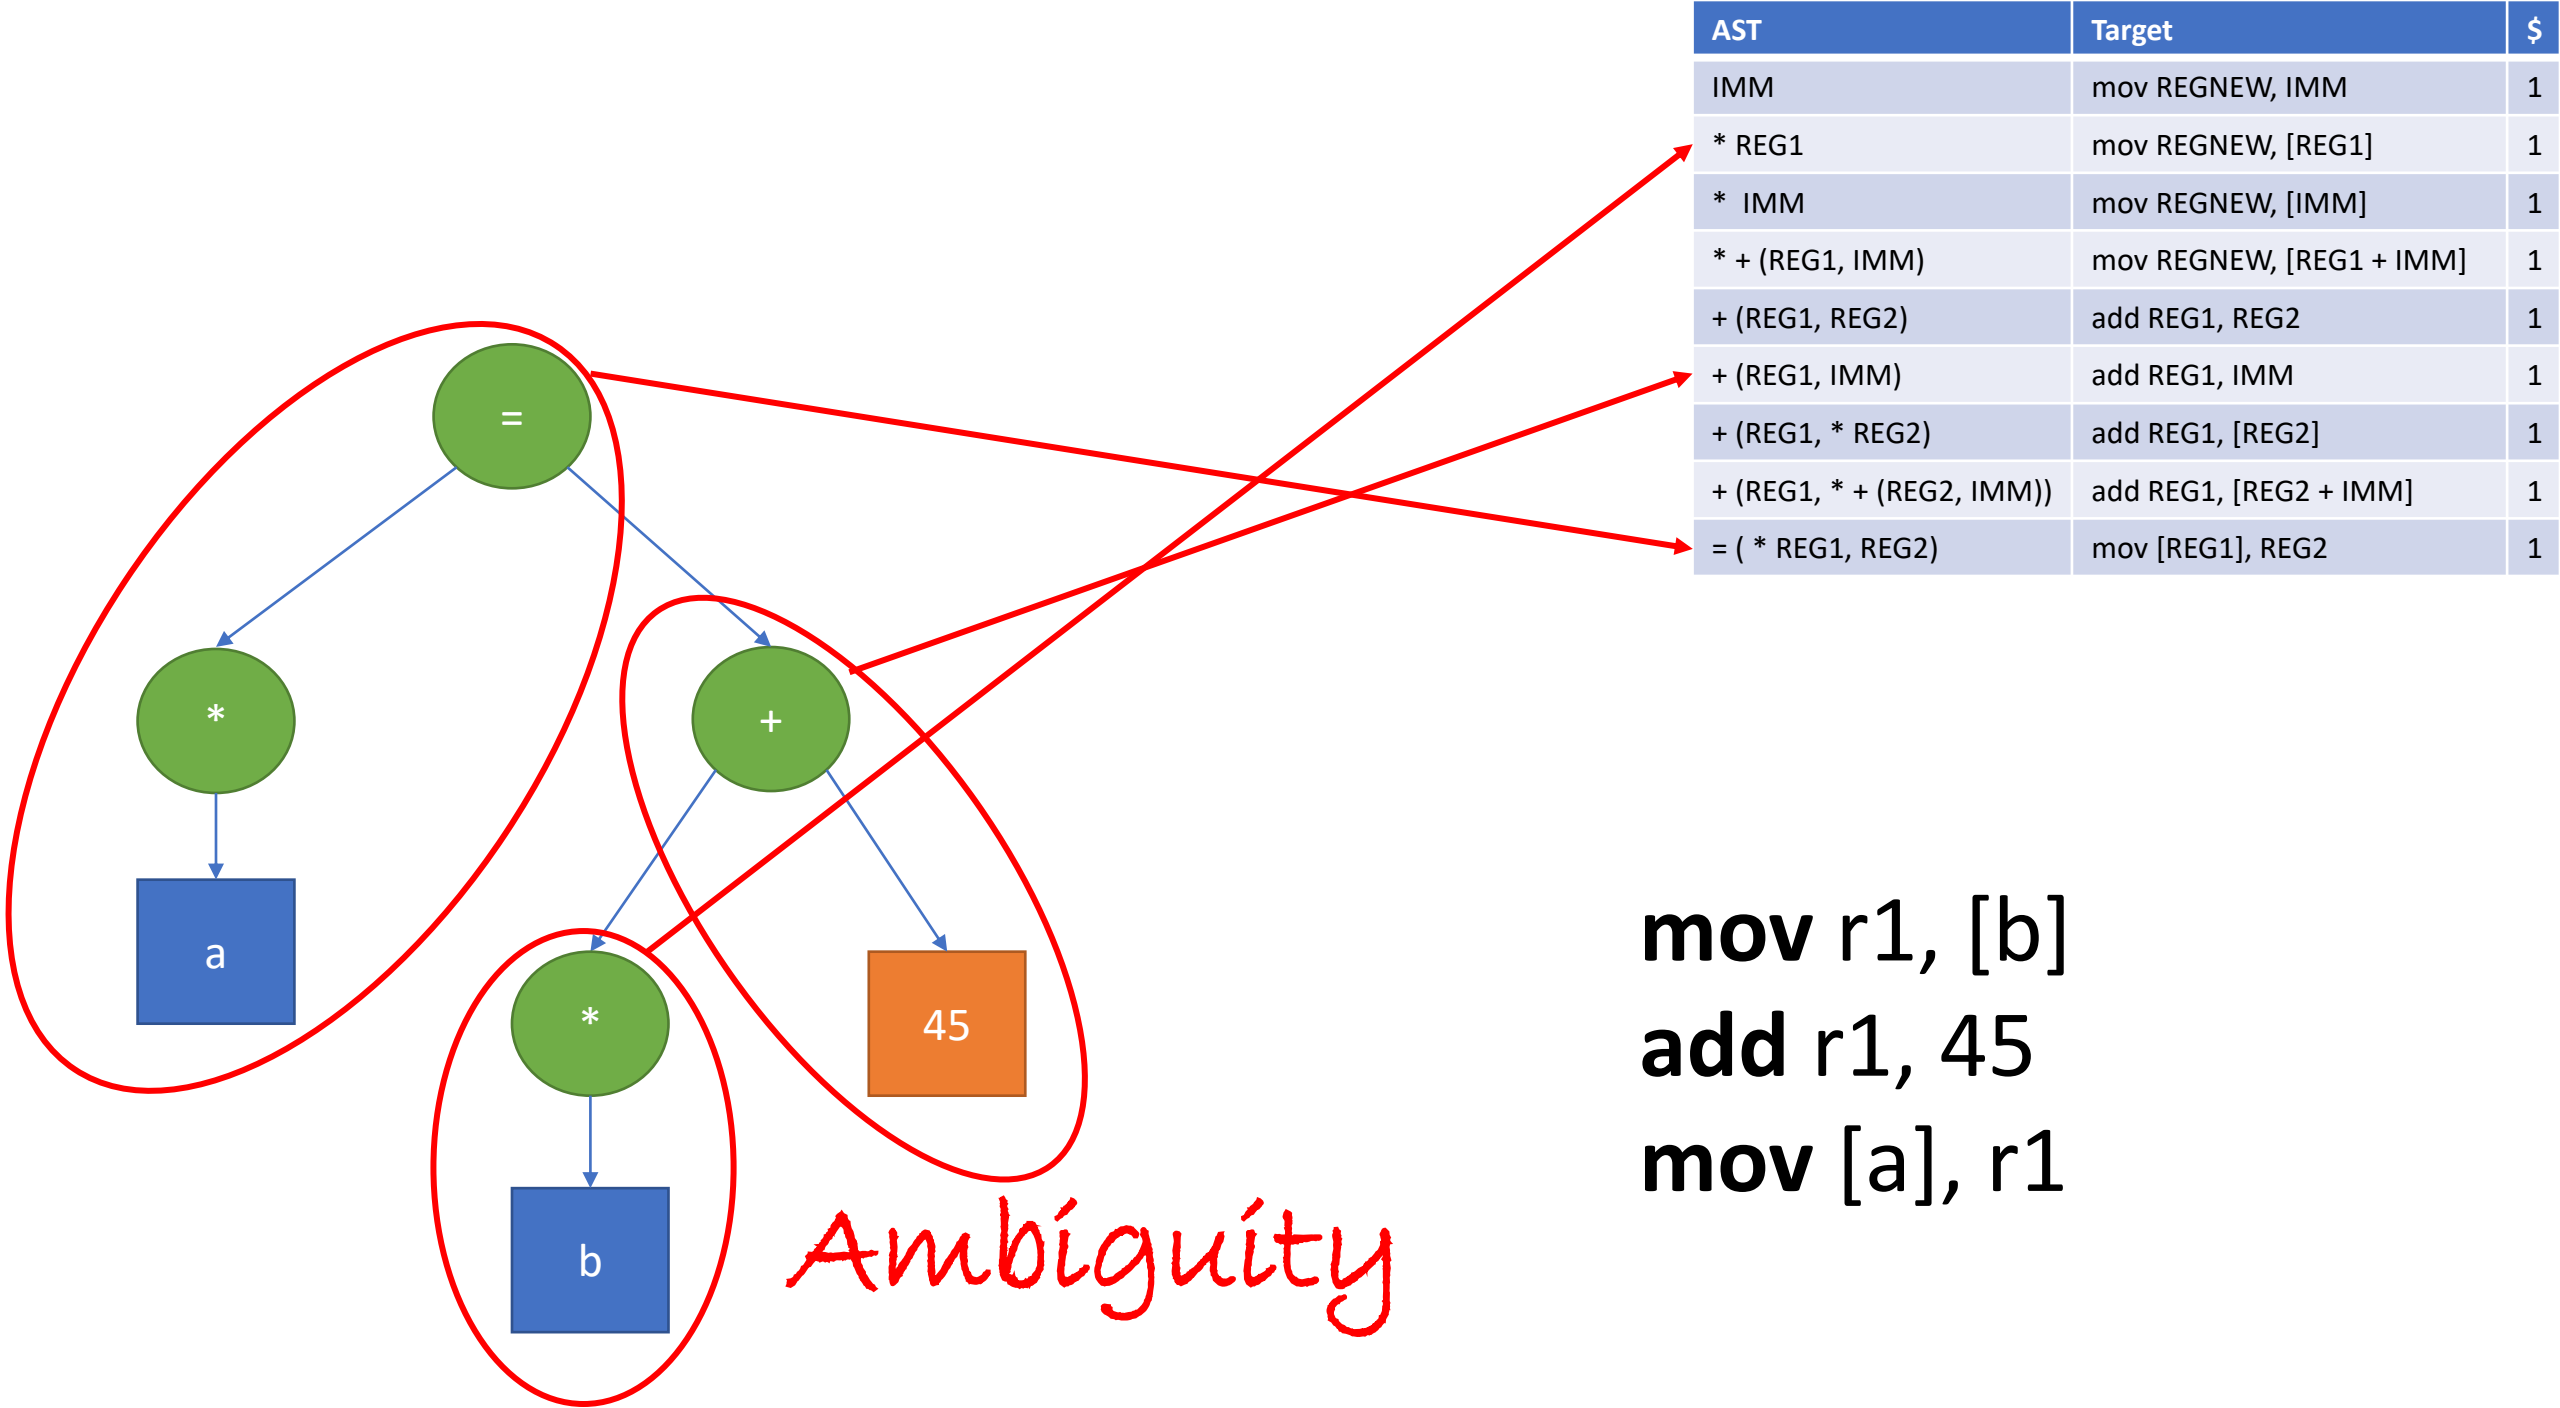 AST Target $
IMM mov REGNEW, IMM 1
* REG1 mov REGNEW, [REG1] 1
* IMM mov REGNEW, [IMM] 1
* + (REG1, IMM) mov REGNEW, [REG1 + IMM] 1
+ (REG1, REG2) add REG1, REG2 1
+ (REG1, IMM) add REG1, IMM 1
+ (REG1, * REG2) add REG1, [REG2] 1
+ (REG1, * + (REG2, IMM)) add REG1, [REG2 + IMM] 1
= ( * REG1, REG2) mov [REG1], REG2 1
=
*
+
a
*
45
b
Ambiguity
mov r1, [b]
add r1, 45
mov [a], r1